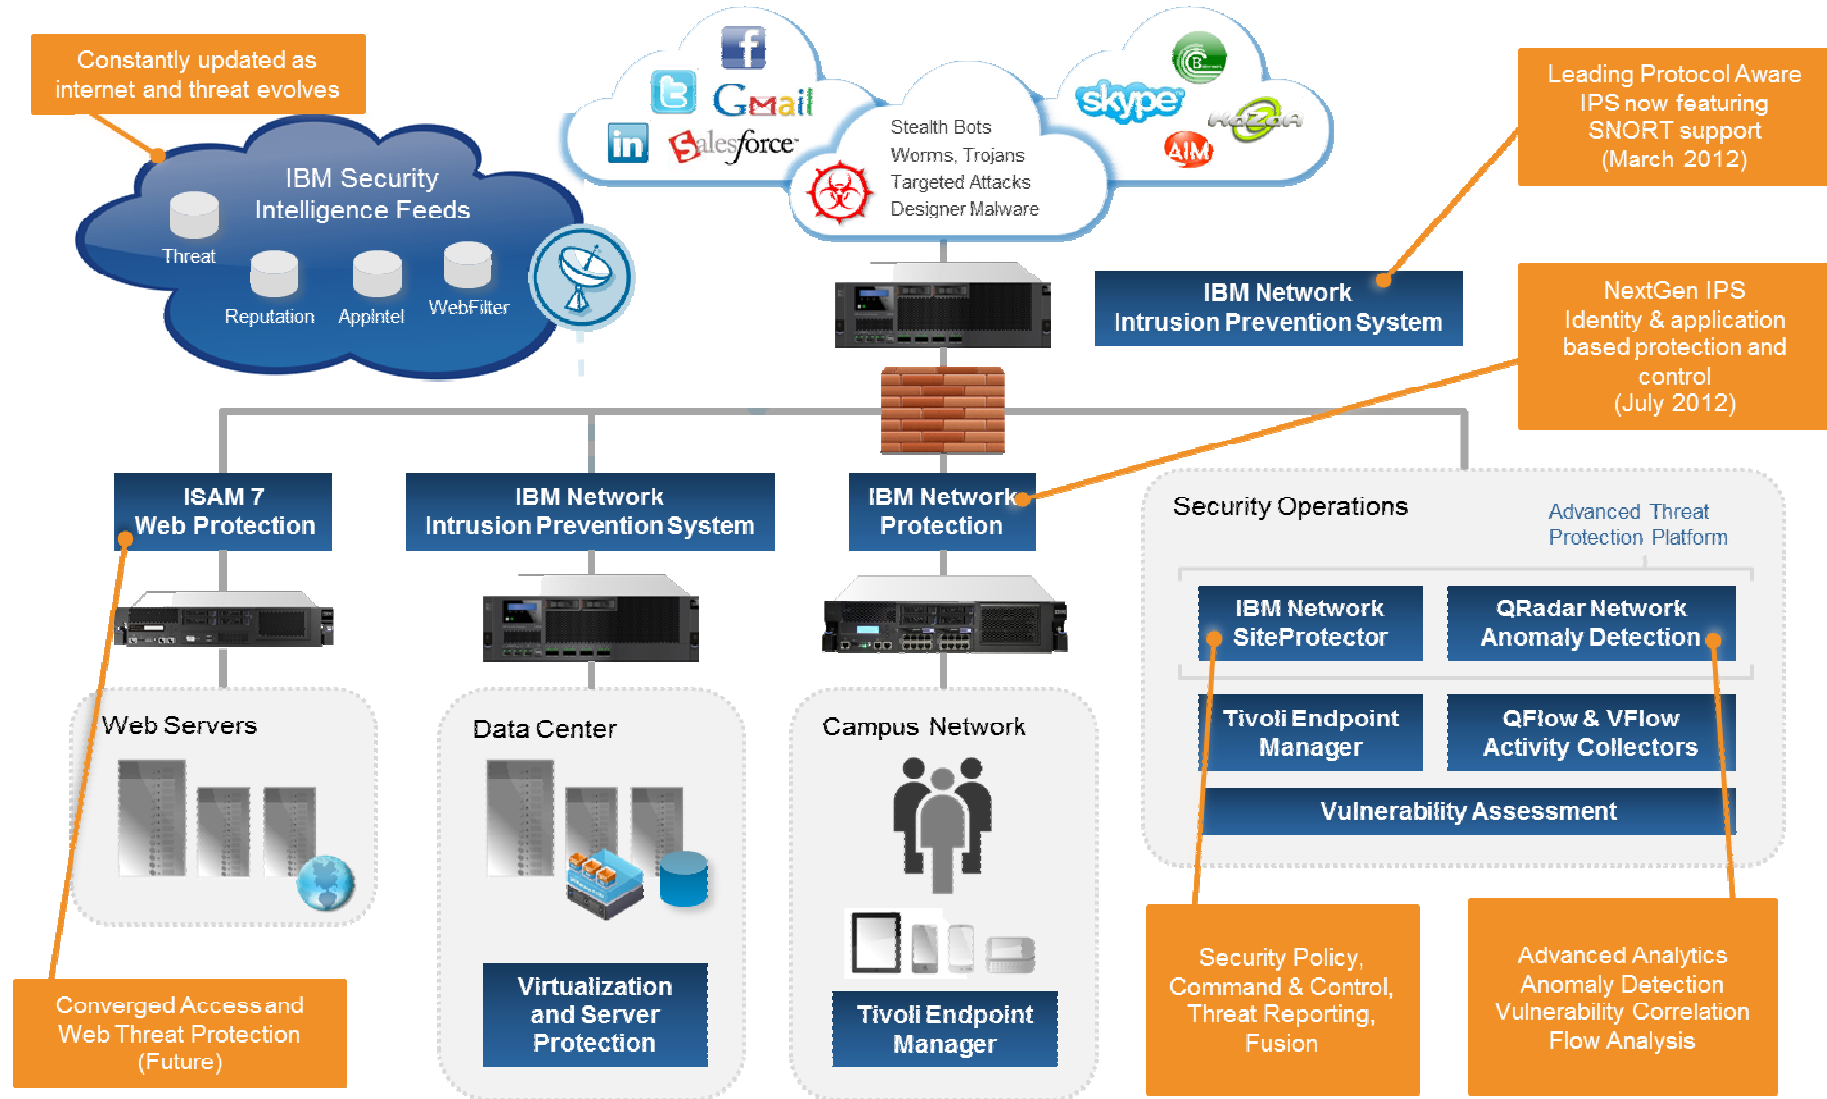 Constantly updated as
internet and threat evolves
IBM Security
Intelligence Feeds
Threat
Reputation
AppIntel
WebFilter
f
t
Gmail
in
Salesforce
Stealth Bots
Worms, Trojans
Targeted Attacks
Designer Malware
skype
KaZaA
AIM
Leading Protocol Aware
IPS now featuring
SNORT support
(March 2012)
IBM Network
Intrusion Prevention System
NextGen IPS
Identity & application
based protection and
control
(July 2012)
ISAM 7
Web Protection
IBM Network
Intrusion Prevention System
IBM Network
Protection
Security Operations
Advanced Threat
Protection Platform
IBM Network
SiteProtector
QRadar Network
Anomaly Detection
Tivoli Endpoint
Manager
QFlow & VFlow
Activity Collectors
Vulnerability Assessment
Web Servers
Data Center
Campus Network
Virtualization
and Server
Protection
Tivoli Endpoint
Manager
Converged Access and
Web Threat Protection
(Future)
Security Policy,
Command & Control,
Threat Reporting,
Fusion
Advanced Analytics
Anomaly Detection
Vulnerability Correlation
Flow Analysis